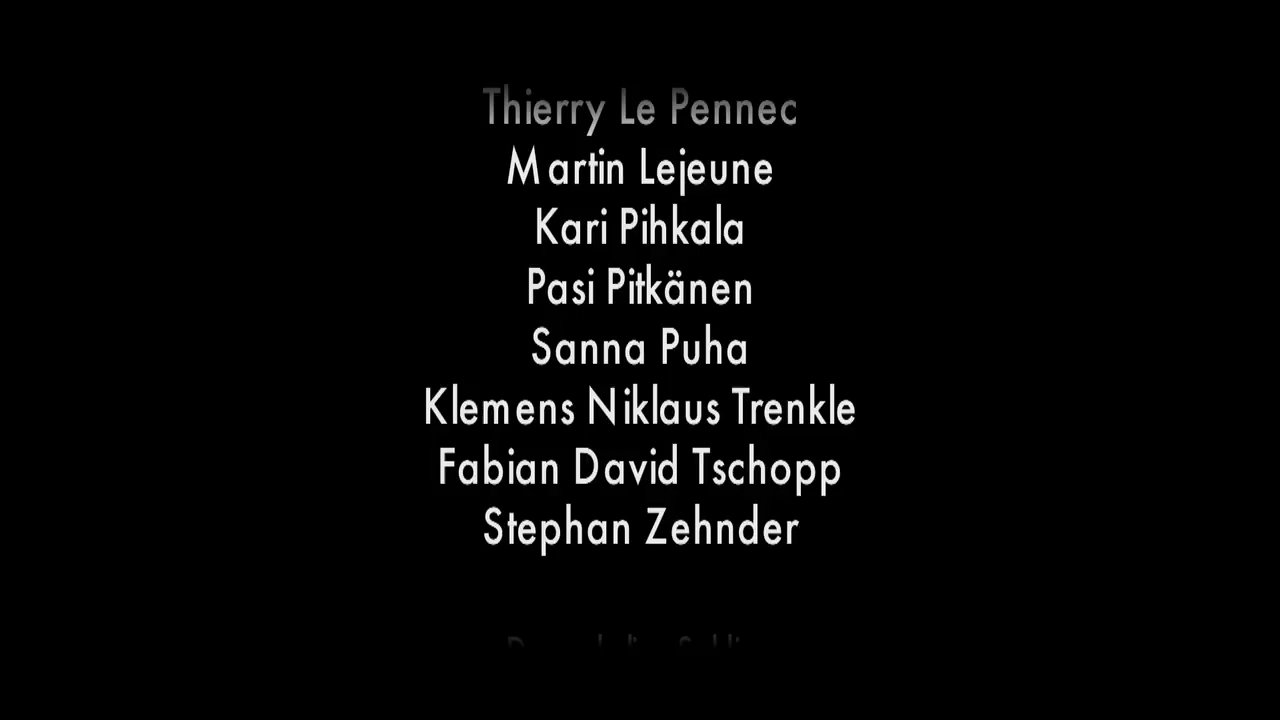 Thierry Le Pennec
Martin Lejeune
Kari Pihkala
Pasi Pitkänen
Sanna Puha
Klemens Niklaus Trenkle
Fabian David Tschopp
Stephan Zehnder